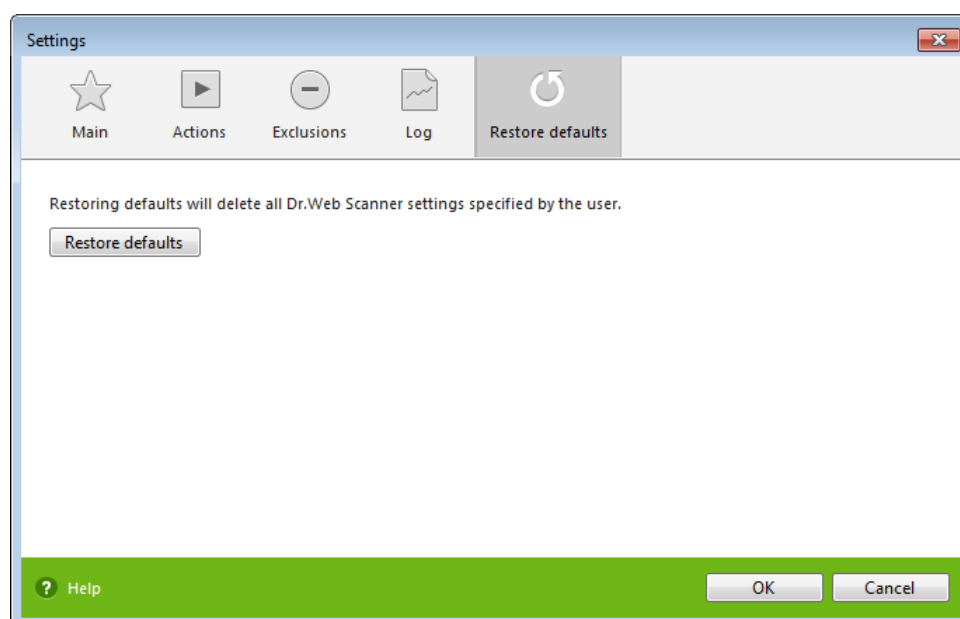 Settings
Main Actions Exclusions Log Restore defaults
Restoring defaults will delete all Dr.Web Scanner settings specified by the user.
Restore defaults
? Help OK Cancel